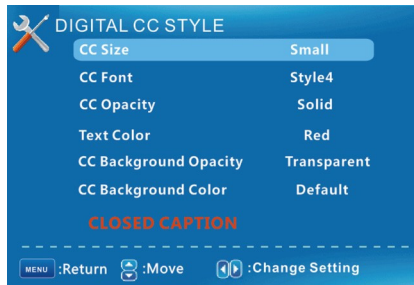 DIGITAL CC STYLE
CC Size Small
CC Font Style4
CC Opacity Solid
Text Color Red
CC Background Opacity Transparent
CC Background Color Default
CLOSED CAPTION
MENU :Return :Move :Change Setting